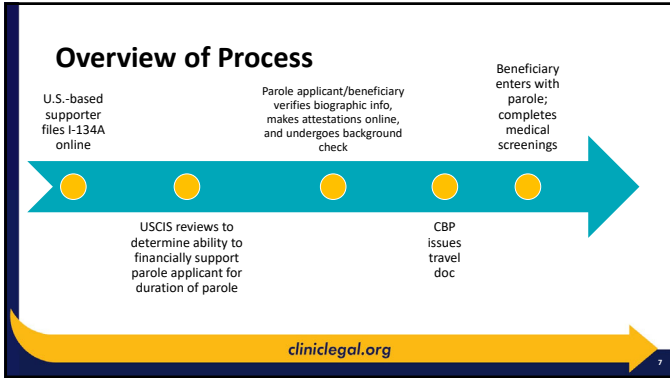 Overview of Process
U.S.-based
supporter
files I-134A
online
USCIS reviews to
determine ability to
financially support
parole applicant for
duration of parole
Parole applicant/beneficiary
verifies biographic info,
makes attestations online,
and undergoes background
check
CBP
issues
travel
doc
Beneficiary
enters with
parole;
completes
medical
screenings
cliniclegal.org
7